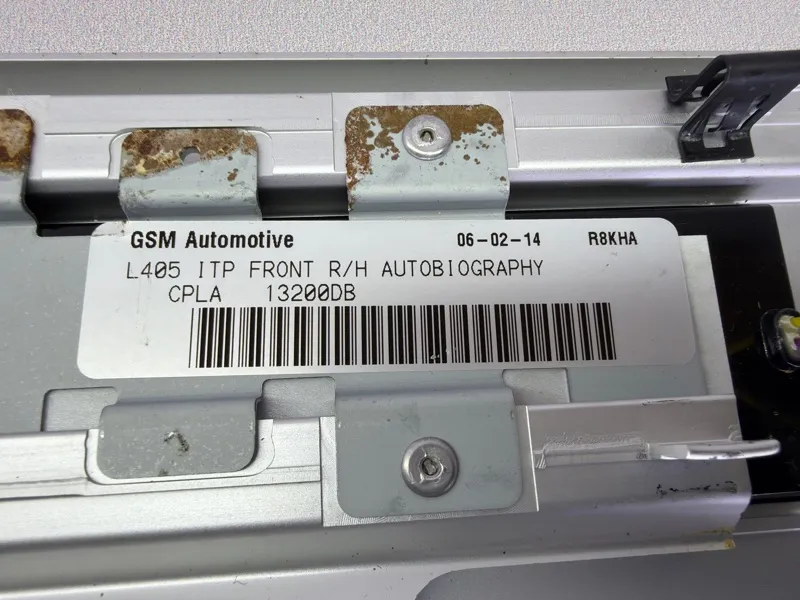 GSM Automotive 06-02-14 R8KHA
L405 ITP FRONT R/H AUTOBIOGRAPHY
CPLA 13200DB